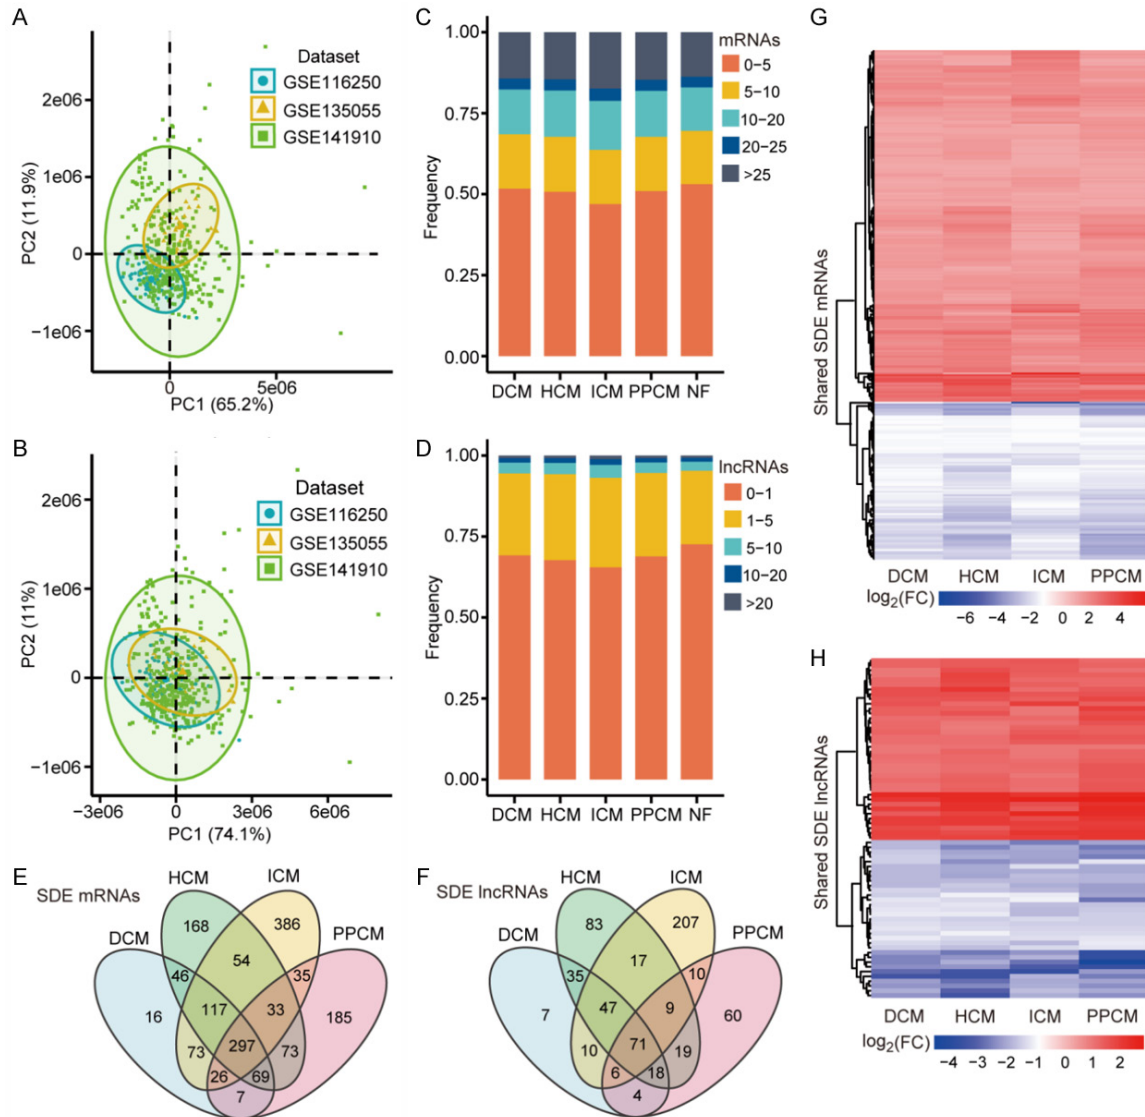 A
Dataset
GSE116250
GSE135055
GSE141910
2e06
1e06
0
−1e06
PC2 (11.9%)
0
5e06
PC1 (65.2%)
B
Dataset
GSE116250
GSE135055
GSE141910
2e06
1e06
0
−1e06
PC2 (11%)
−3e06
0
3e06
6e06
PC1 (74.1%)
C
1.00
0.75
0.50
0.25
0.00
Frequency
mRNAs
0−5
5−10
10−20
20−25
>25
DCM HCM ICM PPCM NF
D
1.00
0.75
0.50
0.25
0.00
Frequency
lncRNAs
0−1
1−5
5−10
10−20
>20
DCM HCM ICM PPCM NF
E
SDE mRNAs
DCM
HCM
ICM
PPCM
168
386
46
54
35
16
117
33
185
73
297
73
26
69
7
F
SDE lncRNAs
DCM
HCM
ICM
PPCM
83
207
35
17
10
7
47
9
60
10
71
19
6
18
4
G
Shared SDE mRNAs
DCM HCM ICM PPCM
log2(FC)
−6 −4 −2 0 2 4
H
Shared SDE lncRNAs
DCM HCM ICM PPCM
log2(FC)
−4 −3 −2 −1 0 1 2